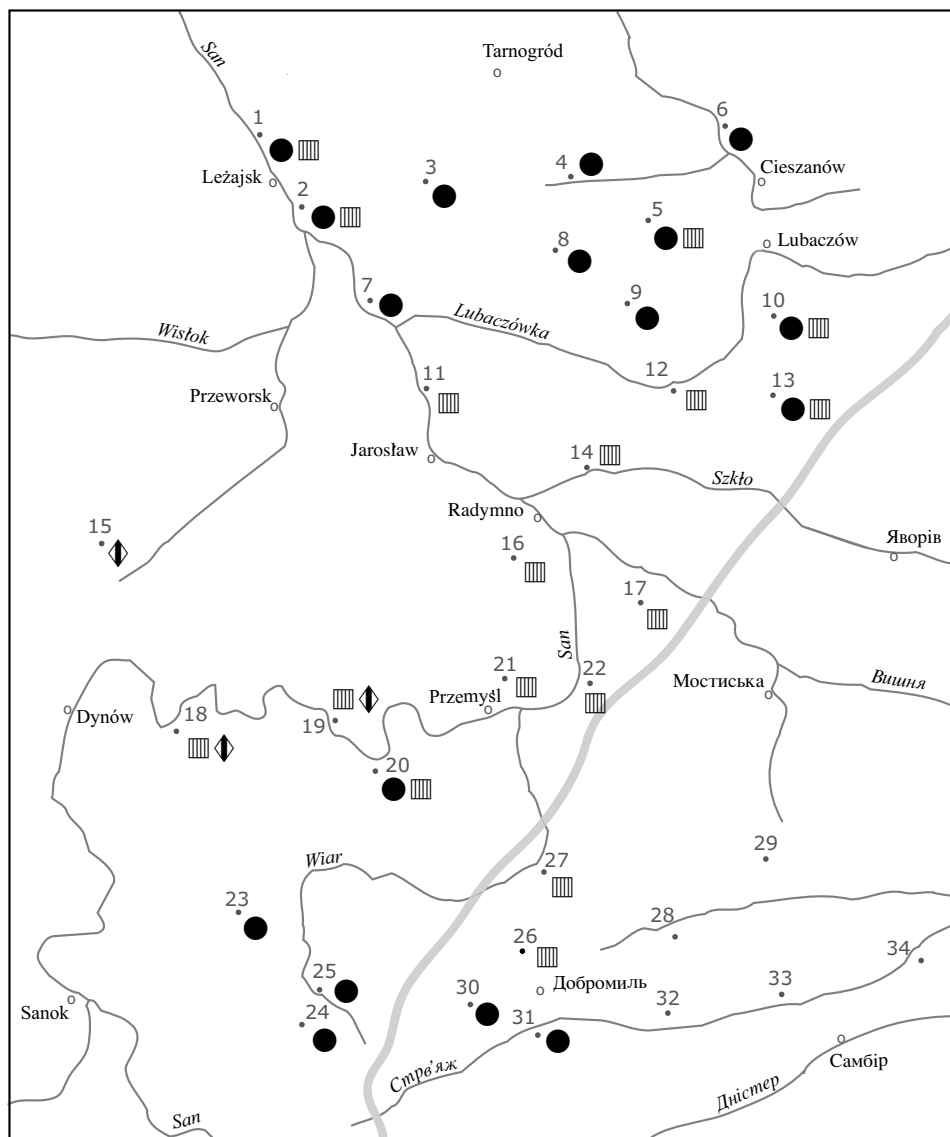 San
Tarnogród
1
6
3
4
Leżajsk
Cieszanów
2
5
8
Lubaczów
7
9
10
Wisłok
Lubaczówka
11
12
13
Przeworsk
Jarosław
14
Szkło
Radymno
15
16
Яворів
17
San
21
22
Przemyśl
Мостиська
Вишня
Dynów
18
19
20
29
Wiar
27
23
28
26
34
25
33
Sanok
30
Добромиль
32
24
31
Самбір
Стрв'яж
Дністер
San